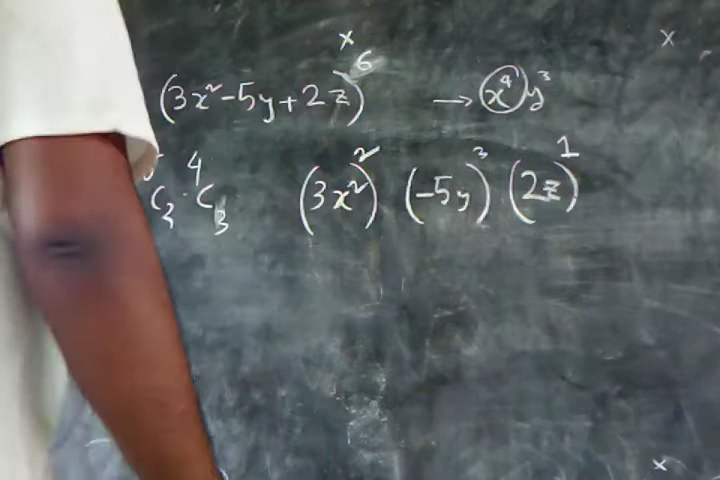 (3x²-5y+2z)⁶ → x⁴y³
C₂ · ⁴C₃ (3x²)² (-5y)³ (2z)¹